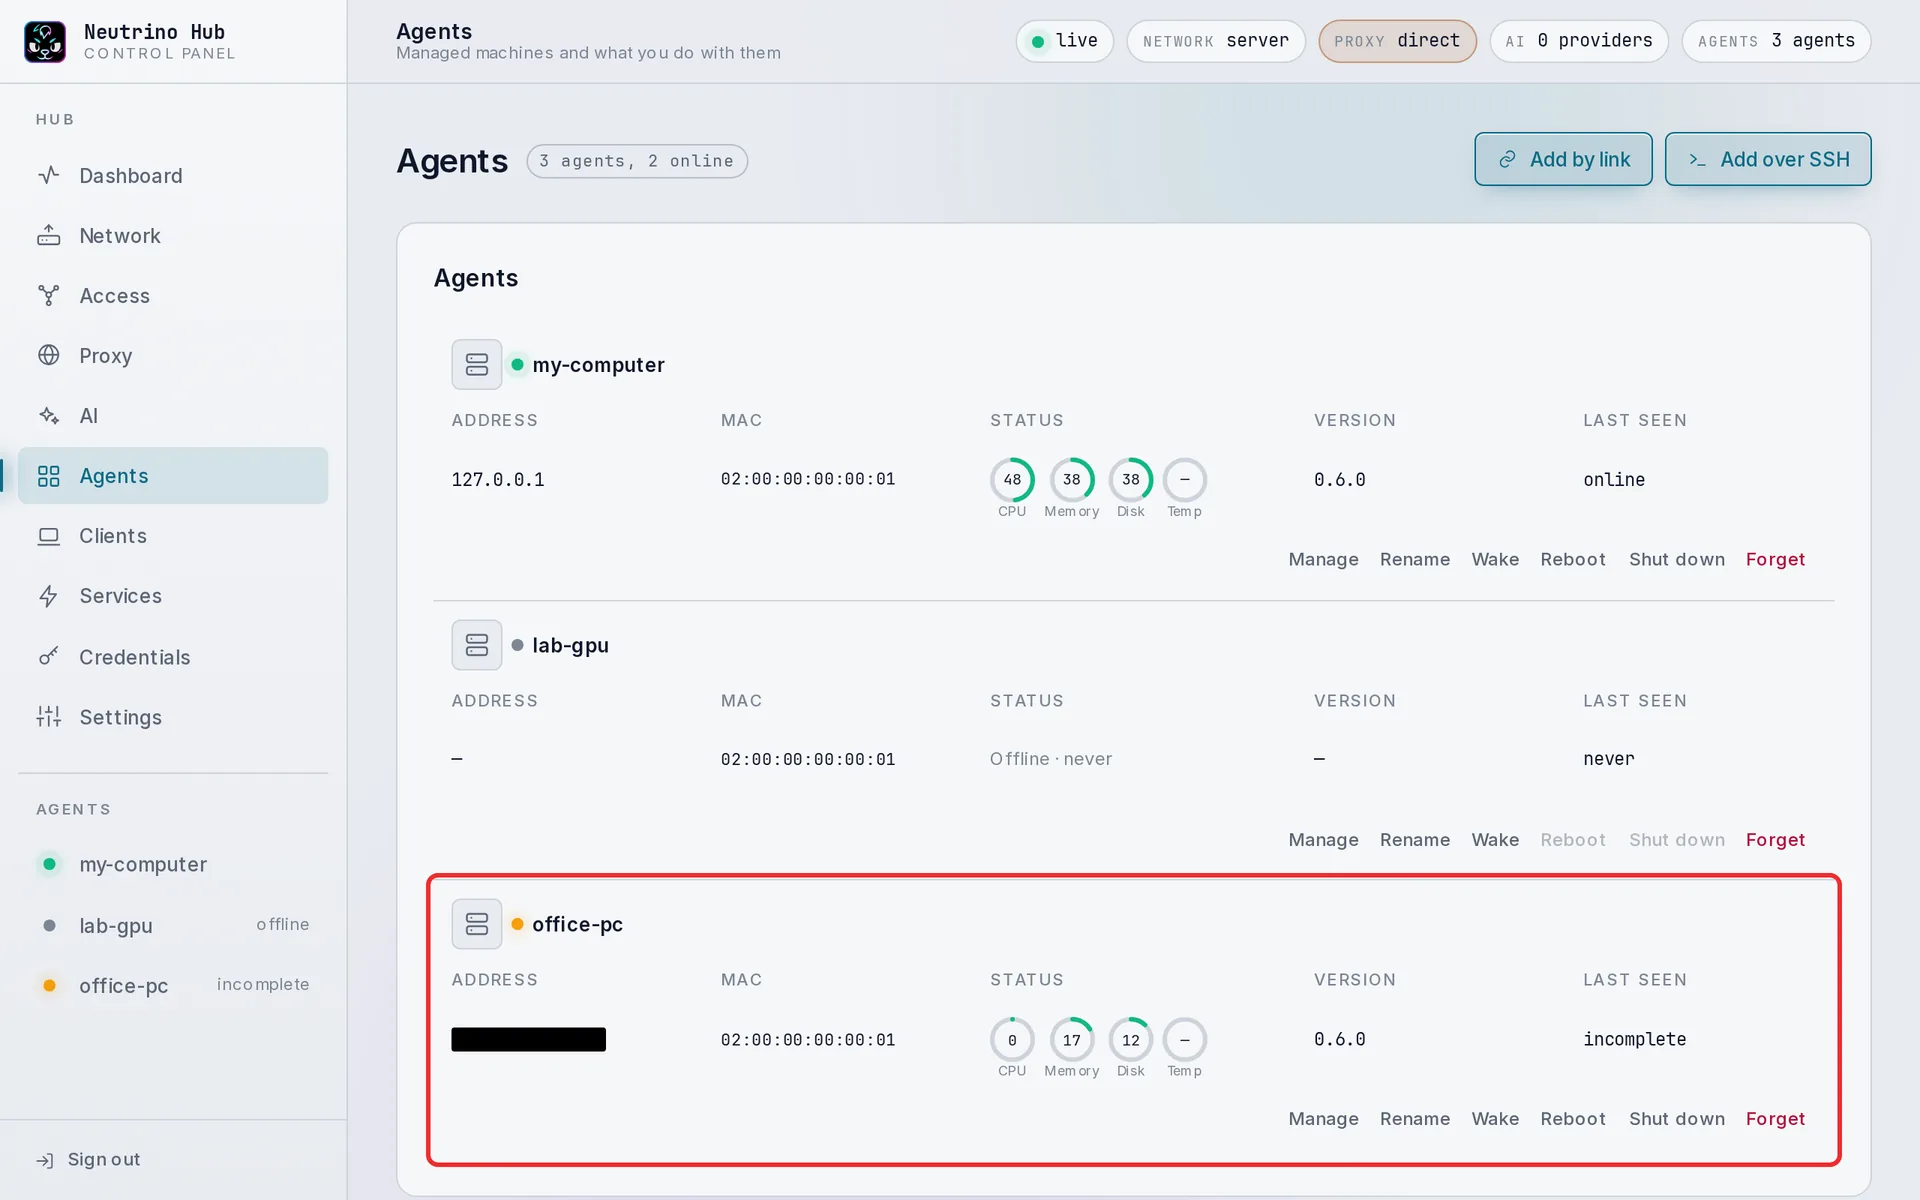 Neutrino Hub
CONTROL PANEL
Agents
Managed machines and what you do with them
live
NETWORK server
PROXY direct
AI 0 providers
AGENTS 3 agents
HUB
Dashboard
Network
Access
Proxy
AI
Agents
Clients
Services
Credentials
Settings
AGENTS
my-computer
lab-gpu offline
office-pc incomplete
Sign out
Agents
3 agents, 2 online
Add by link
>_ Add over SSH
Agents
my-computer
ADDRESS MAC STATUS VERSION LAST SEEN
127.0.0.1 02:00:00:00:00:01 48 38 38 – 0.6.0 online
CPU Memory Disk Temp
Manage Rename Wake Reboot Shut down Forget
lab-gpu
ADDRESS MAC STATUS VERSION LAST SEEN
– 02:00:00:00:00:01 Offline · never – never
Manage Rename Wake Reboot Shut down Forget
office-pc
ADDRESS MAC STATUS VERSION LAST SEEN
02:00:00:00:00:01 0 17 12 – 0.6.0 incomplete
CPU Memory Disk Temp
Manage Rename Wake Reboot Shut down Forget